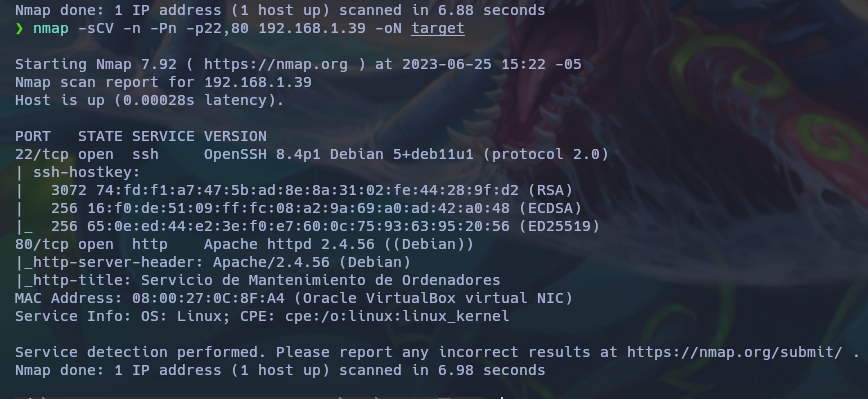 Nmap done: 1 IP address (1 host up) scanned in 6.88 seconds
❯ nmap -sCV -n -Pn -p22,80 192.168.1.39 -oN target
Starting Nmap 7.92 ( https://nmap.org ) at 2023-06-25 15:22 -05
Nmap scan report for 192.168.1.39
Host is up (0.00028s latency).
PORT   STATE SERVICE VERSION
22/tcp open  ssh     OpenSSH 8.4p1 Debian 5+deb11u1 (protocol 2.0)
| ssh-hostkey:
|   3072 74:fd:f1:a7:47:5b:ad:8e:8a:31:02:fe:44:28:9f:d2 (RSA)
|   256 16:f0:de:51:09:ff:fc:08:a2:9a:69:a0:ad:42:a0:48 (ECDSA)
|_  256 65:0e:ed:44:e2:3e:f0:e7:60:0c:75:93:63:95:20:56 (ED25519)
80/tcp open  http    Apache httpd 2.4.56 ((Debian))
|_http-server-header: Apache/2.4.56 (Debian)
|_http-title: Servicio de Mantenimiento de Ordenadores
MAC Address: 08:00:27:0C:8F:A4 (Oracle VirtualBox virtual NIC)
Service Info: OS: Linux; CPE: cpe:/o:linux:linux_kernel
Service detection performed. Please report any incorrect results at https://nmap.org/submit/ .
Nmap done: 1 IP address (1 host up) scanned in 6.98 seconds